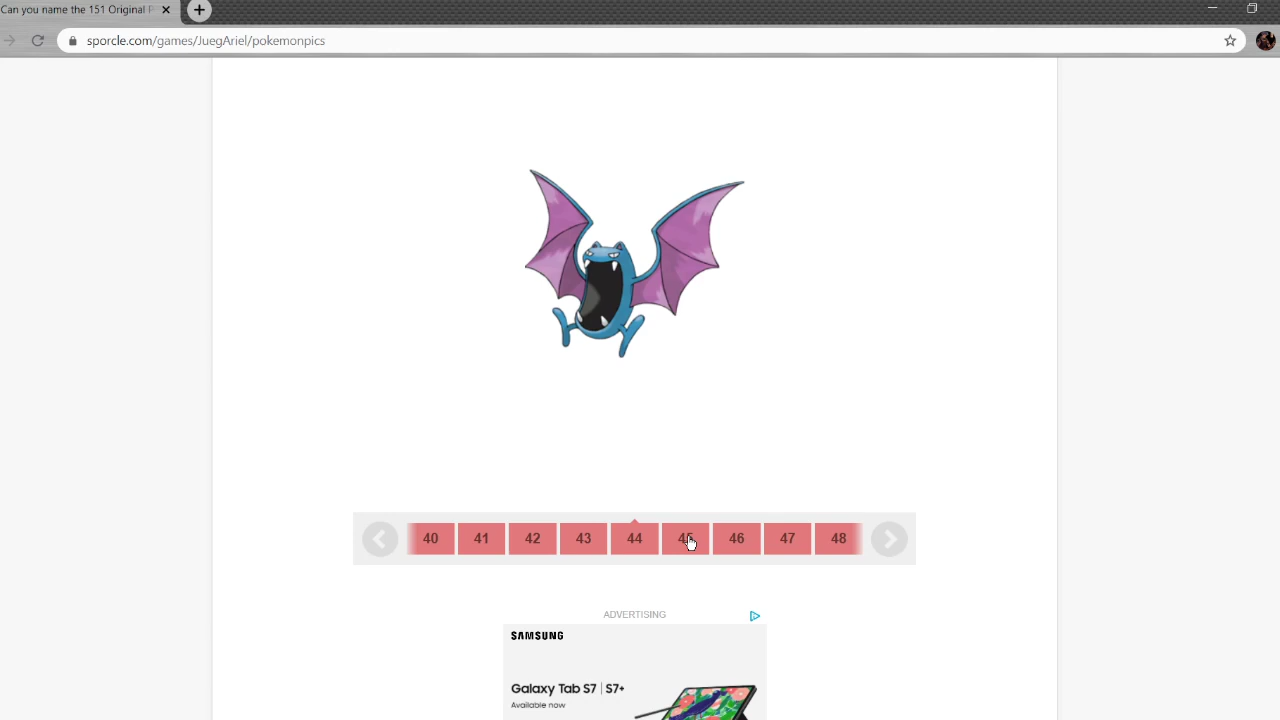 Can you name the 151 Original P
sporcle.com/games/JuegAriel/pokemonpics
40 41 42 43 44 45 46 47 48
ADVERTISING
SAMSUNG
Galaxy Tab S7 | S7+
Available now